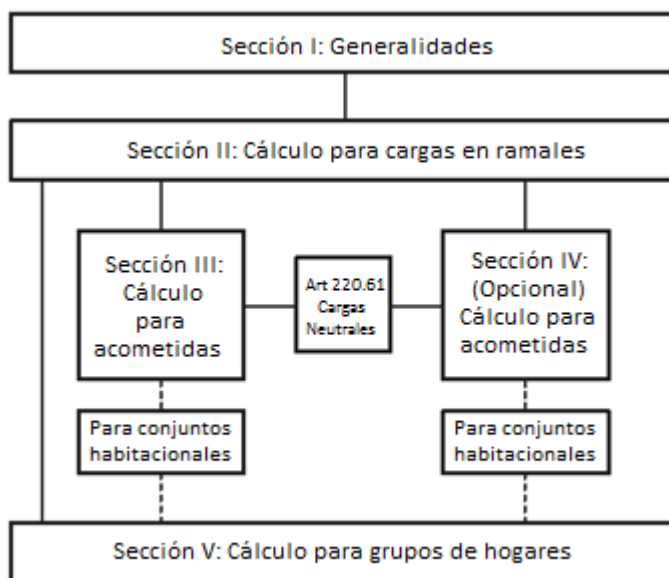 Sección I: Generalidades
Sección II: Cálculo para cargas en ramales
Sección III:
Cálculo
para
acometidas
Art 220.61
Cargas
Neutrales
Sección IV:
(Opcional)
Cálculo para
acometidas
Para conjuntos
habitacionales
Para conjuntos
habitacionales
Sección V: Cálculo para grupos de hogares